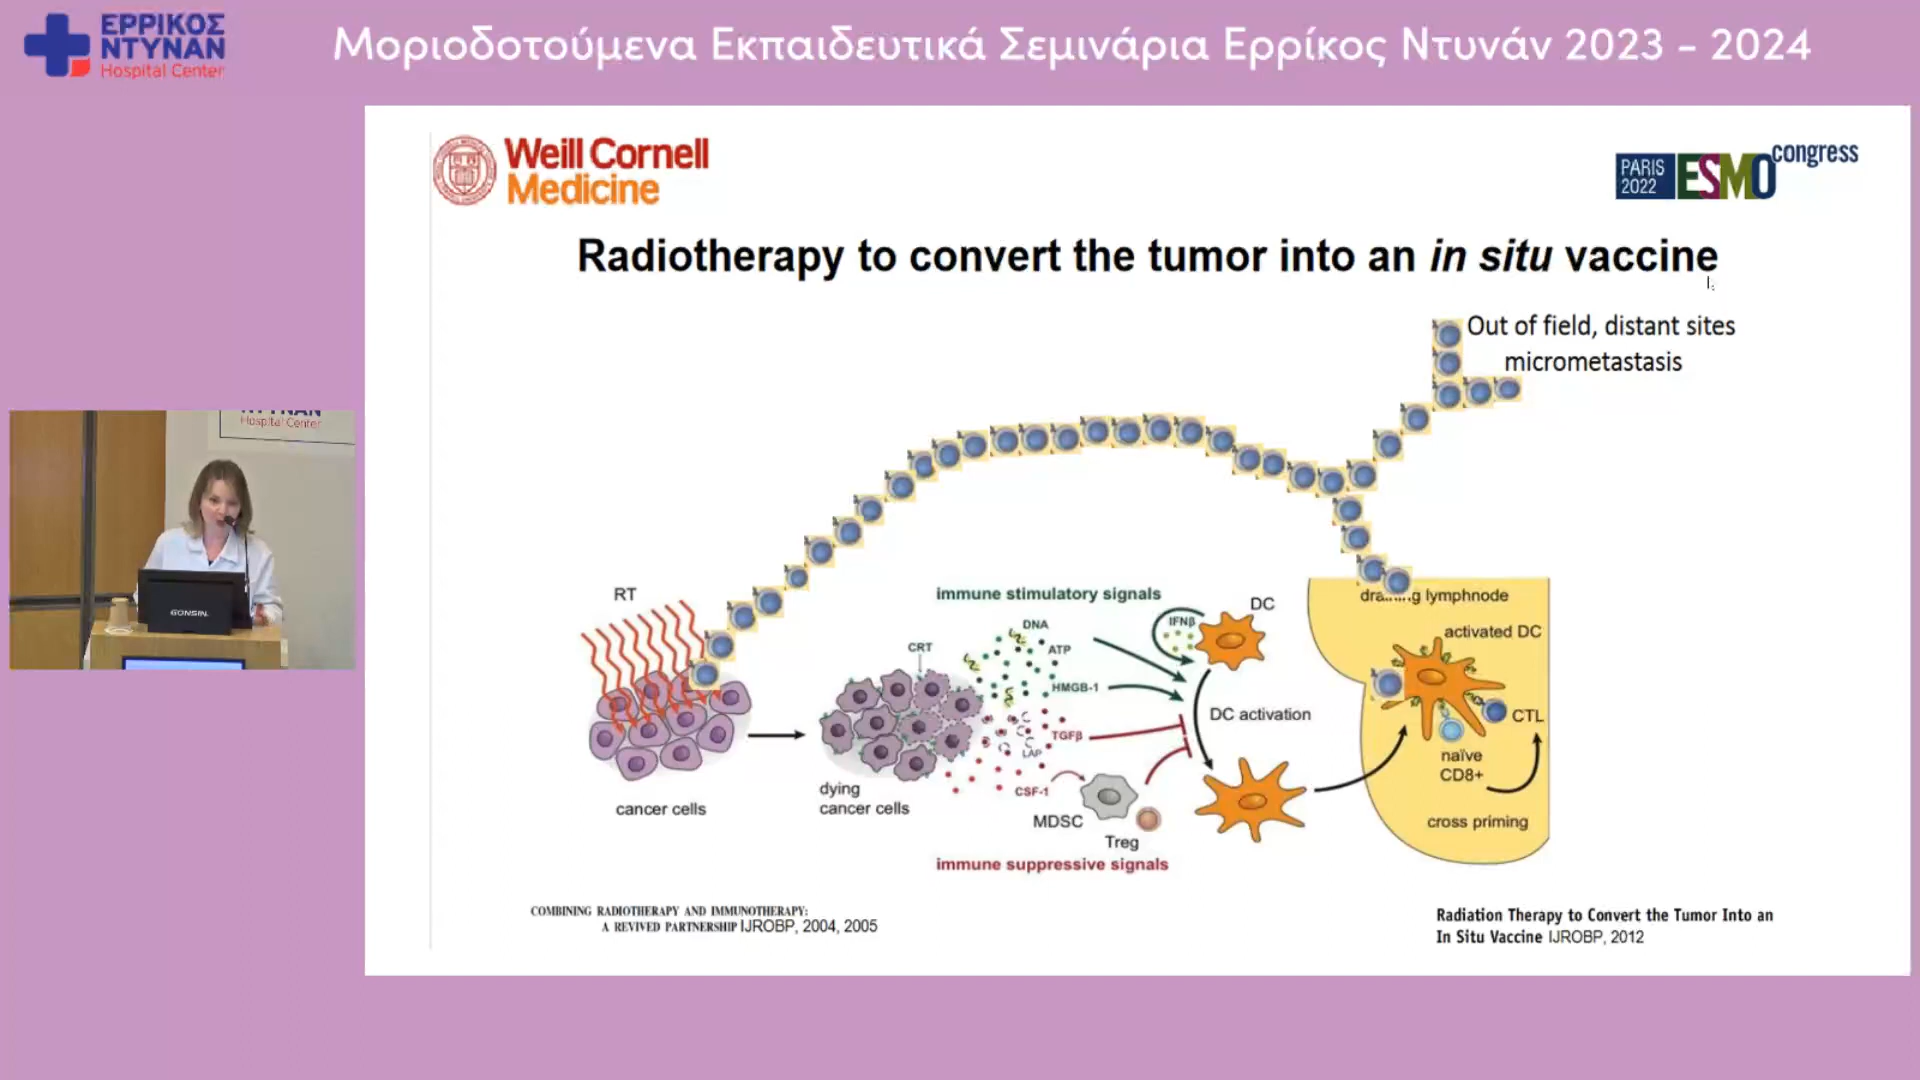 ΕΡΡΙΚΟΣ
ΝΤΥΝΑΝ
Hospital Center
Μοριοδοτούμενα Εκπαιδευτικά Σεμινάρια Ερρίκος Ντυνάν 2023 - 2024
Weill Cornell
Medicine
PARIS
2022
ESMO
congress
Radiotherapy to convert the tumor into an in situ vaccine
Out of field, distant sites
micrometastasis
Hospital Center
GONSIN
RT
cancer cells
CRT
dying
cancer cells
immune stimulatory signals
DNA
ATP
HMGB-1
TGFβ
LAP
CSF-1
MDSC
Treg
immune suppressive signals
IFNβ
DC
DC activation
lymphnode
activated DC
CTL
naïve
CD8+
cross priming
COMBINING RADIOTHERAPY AND IMMUNOTHERAPY:
A REVIVED PARTNERSHIP IJROBP, 2004, 2005
Radiation Therapy to Convert the Tumor Into an
In Situ Vaccine IJROBP, 2012